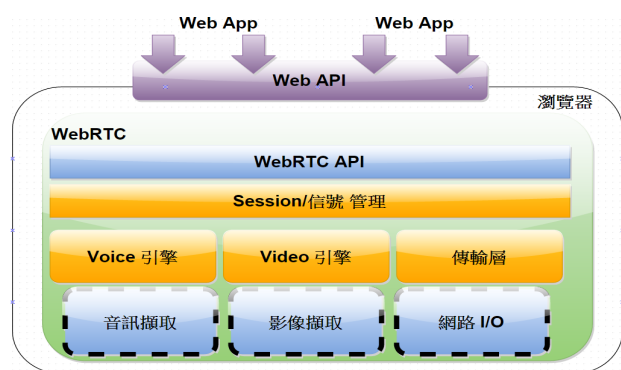 Web App Web App
Web API
瀏覽器
WebRTC
WebRTC API
Session/信號 管理
Voice 引擎 Video 引擎 傳輸層
音訊擷取 影像擷取 網路 I/O